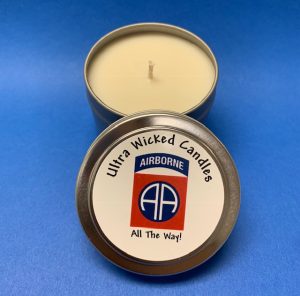 Ultra Wicked Candles
AIRBORNE
AA
All The Way!